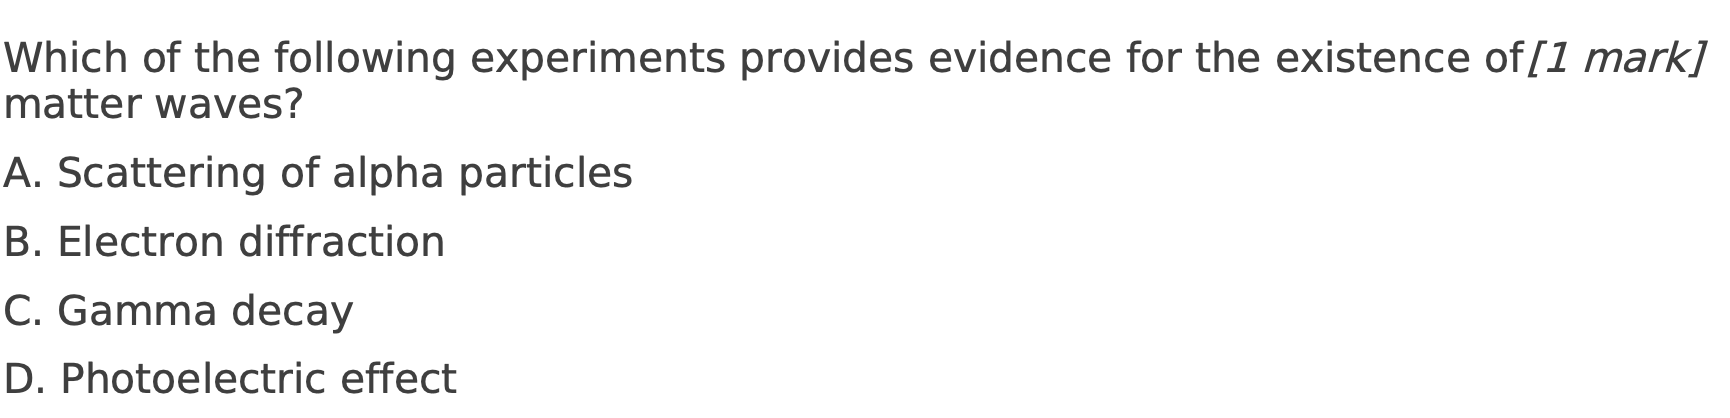 Which of the following experiments provides evidence for the existence of [1 mark]
matter waves?
A. Scattering of alpha particles
B. Electron diffraction
C. Gamma decay
D. Photoelectric effect